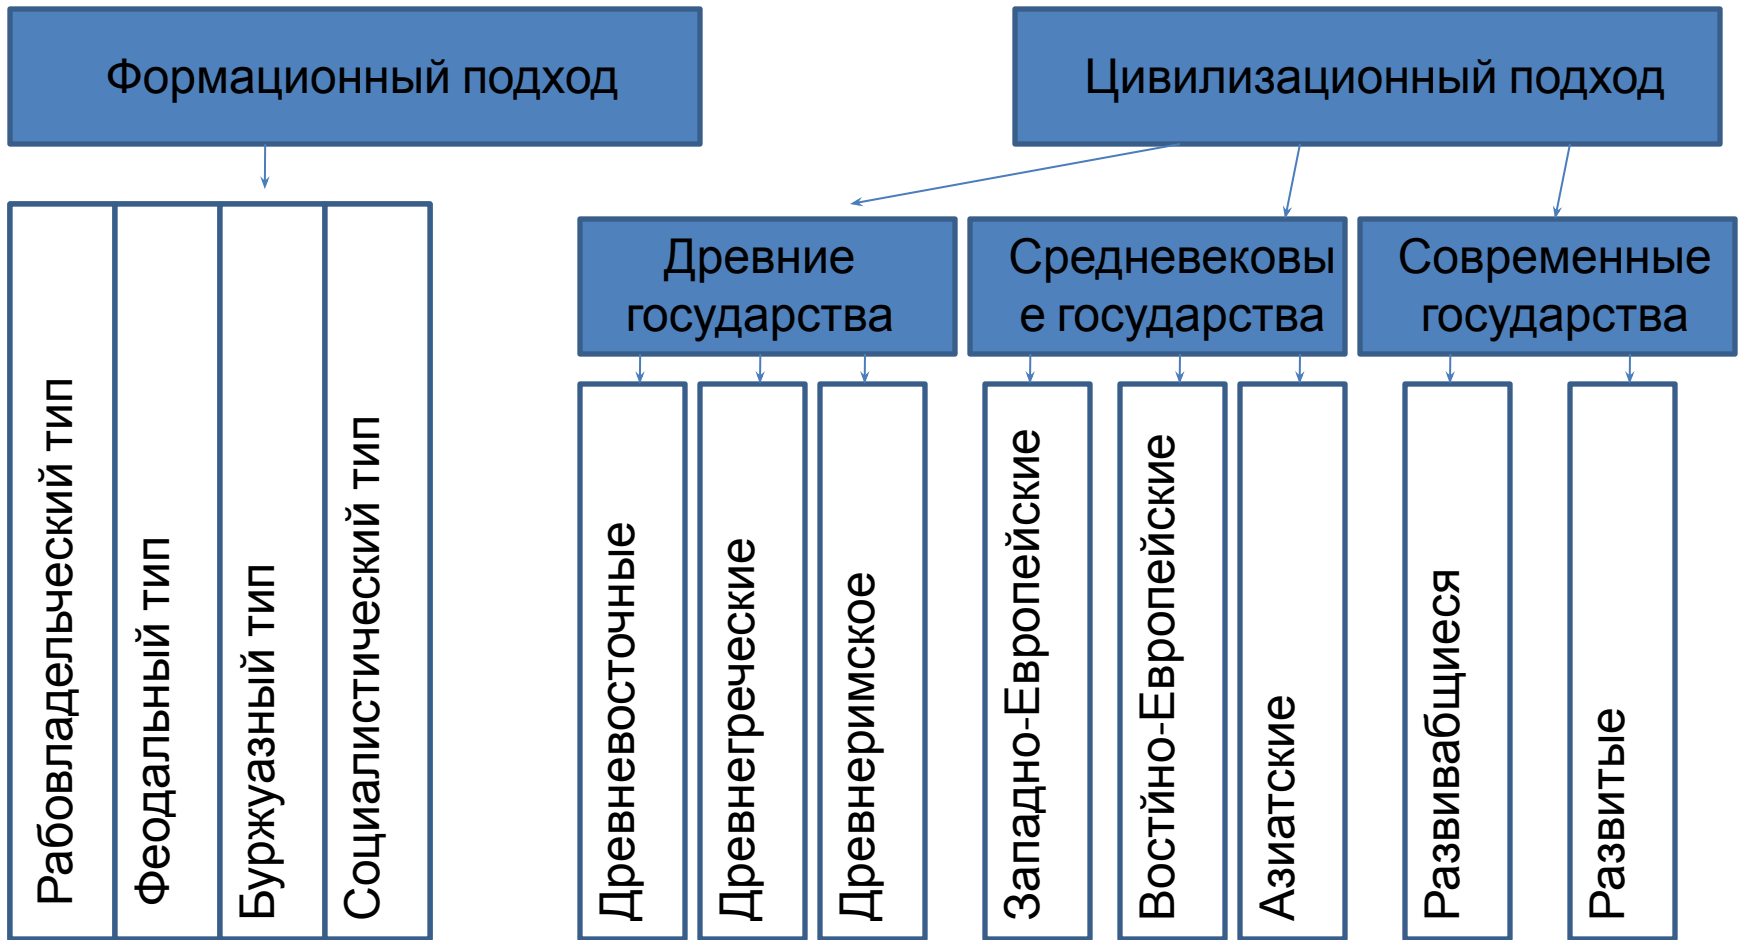 Формационный подход
Цивилизационный подход
Древние
государства
Средневековы
е государства
Современные
государства
Рабовладельческий тип
Феодальный тип
Буржуазный тип
Социалистический тип
Древневосточные
Древнегреческие
Древнеримское
Западно-Европейские
Востйно-Европейские
Азиатские
Развивабщиеся
Развитые